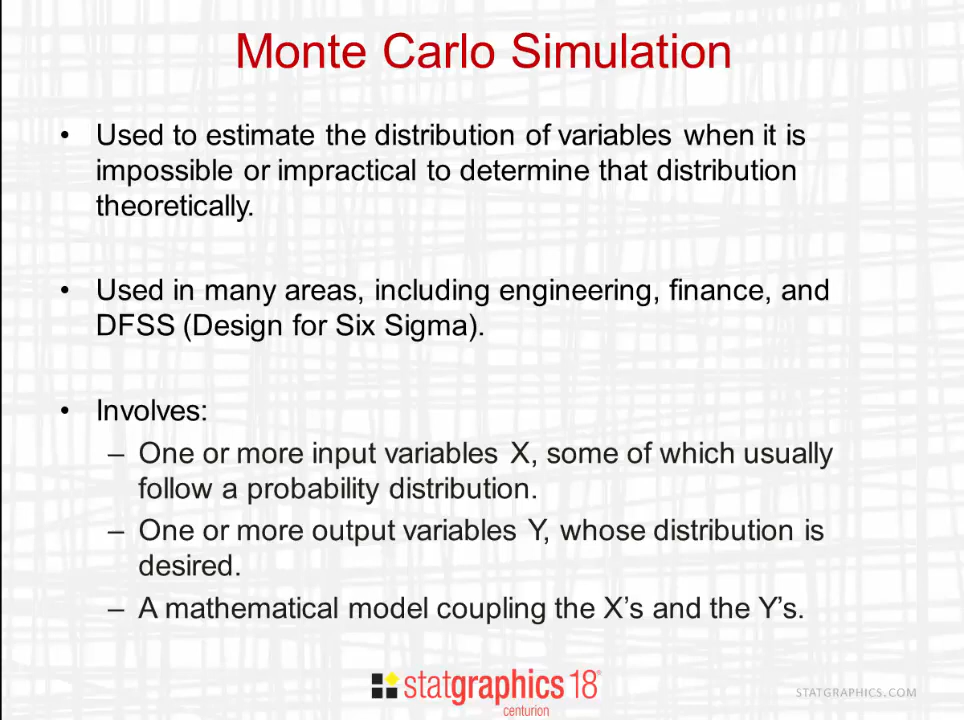 Monte Carlo Simulation
• Used to estimate the distribution of variables when it is
impossible or impractical to determine that distribution
theoretically.
• Used in many areas, including engineering, finance, and
DFSS (Design for Six Sigma).
• Involves:
– One or more input variables X, some of which usually
follow a probability distribution.
– One or more output variables Y, whose distribution is
desired.
– A mathematical model coupling the X’s and the Y’s.
statgraphics 18®
centurion
STATGRAPHICS.COM